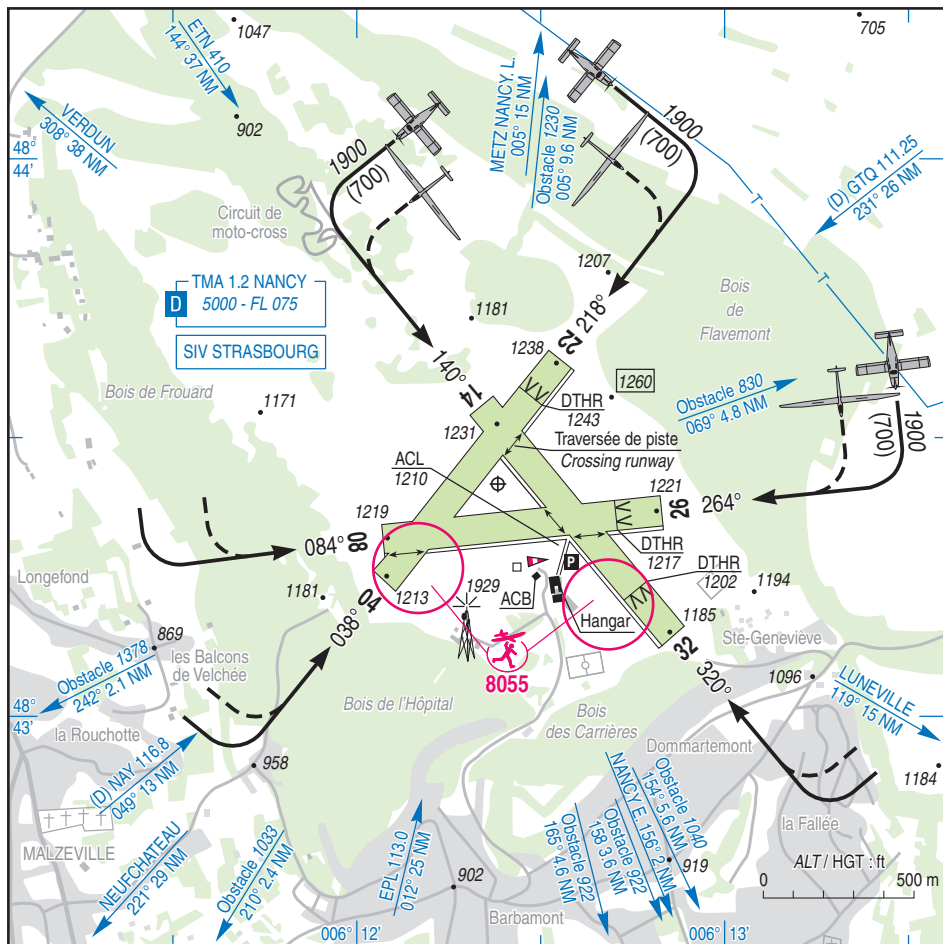 1047
705
ETN 410
144° 37 NM
902
VERDUN
308° 38 NM
48°
44'
1900
(700)
METZ NANCY. L.
005° 15 NM
Obstacle 1230
005° 9.6 NM
1900
(700)
(D) GTQ 111.25
231° 26 NM
T
T
Circuit de
moto-cross
1207
Bois
de
Flavemont
D
TMA 1.2 NANCY
5000 - FL 075
SIV STRASBOURG
1181
218°
22
140°
14
1238
Bois de Frouard
1171
DTHR
1243
1260
Obstacle 830
069° 4.8 NM
1900
(700)
1231
Traversée de piste
Crossing runway
ACL
1210
1219
1221
26
264°
084°
08
DTHR
1217
DTHR
1202
Longefond
1181
04
038°
1213
1929
P
ACB
Hangar
1194
1185
32
320°
Ste-Geneviève
869
les Balcons
de Velchée
Obstacle 1378
242° 2.1 NM
8055
1096
LUNEVILLE
119° 15 NM
48°
43'
la Rouchotte
Bois de l'Hôpital
Bois
des Carrières
Dommartemont
(D) NAY 116.8
049° 13 NM
958
1184
Obstacle 1040
154° 5.6 NM
NANCY E. 156° 2 NM
Obstacle 922
158 3.6 NM
Obstacle 922
165° 4.6 NM
la Fallée
MALZEVILLE
NEUFCHATEAU
221° 29 NM
Obstacle 1033
210° 2.4 NM
EPL 113.0
012° 25 NM
902
919
ALT / HGT : ft
0 500 m
Barbamont
006° 12'
006° 13'